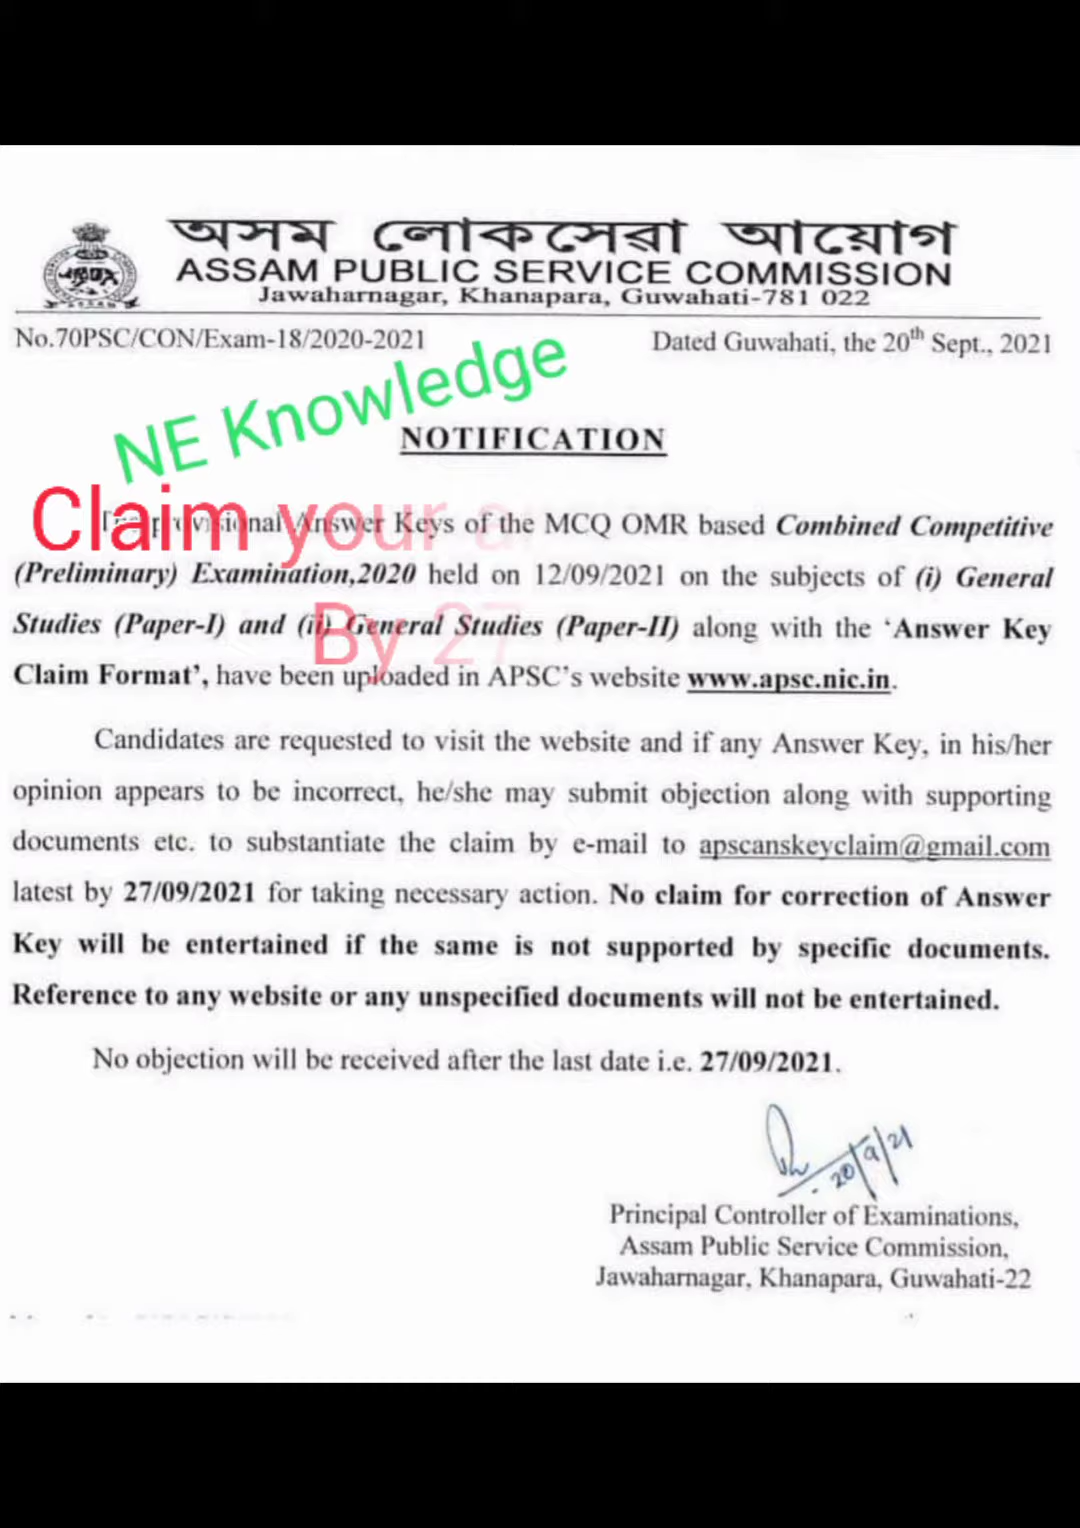 অসম লোকসেৱা আয়োগ
ASSAM PUBLIC SERVICE COMMISSION
Jawaharnagar, Khanapara, Guwahati-781 022
No.70PSC/CON/Exam-18/2020-2021 Dated Guwahati, the 20th Sept., 2021
NE Knowledge
NOTIFICATION
Claim your
provisional Answer Keys of the MCQ OMR based Combined Competitive
(Preliminary) Examination,2020 held on 12/09/2021 on the subjects of (i) General
Studies (Paper-I) and (ii) General Studies (Paper-II) along with the ‘Answer Key
By 27
Claim Format’, have been uploaded in APSC’s website www.apsc.nic.in.
Candidates are requested to visit the website and if any Answer Key, in his/her
opinion appears to be incorrect, he/she may submit objection along with supporting
documents etc. to substantiate the claim by e-mail to apscanskeyclaim@gmail.com
latest by 27/09/2021 for taking necessary action. No claim for correction of Answer
Key will be entertained if the same is not supported by specific documents.
Reference to any website or any unspecified documents will not be entertained.
No objection will be received after the last date i.e. 27/09/2021.
20/9/21
Principal Controller of Examinations,
Assam Public Service Commission,
Jawaharnagar, Khanapara, Guwahati-22